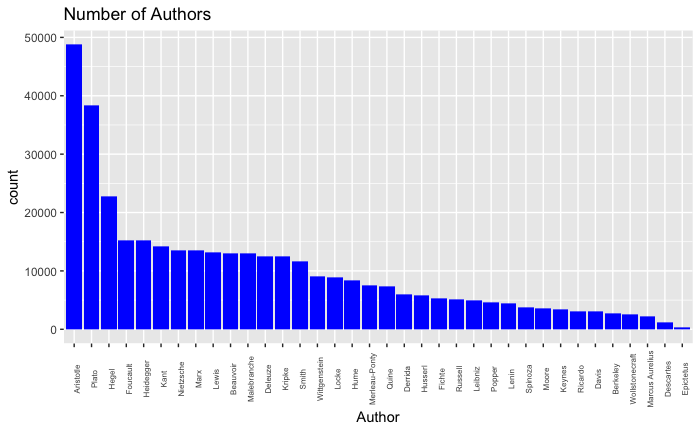 Number of Authors
50000
40000
30000
20000
10000
0
count
Aristotle
Plato
Hegel
Foucault
Heidegger
Kant
Nietzsche
Marx
Lewis
Beauvoir
Malebranche
Deleuze
Kripke
Smith
Wittgenstein
Locke
Hume
Merleau-Ponty
Quine
Derrida
Husserl
Fichte
Russell
Leibniz
Popper
Lenin
Spinoza
Moore
Keynes
Ricardo
Davis
Berkeley
Wollstonecraft
Marcus Aurelius
Descartes
Epictetus
Author